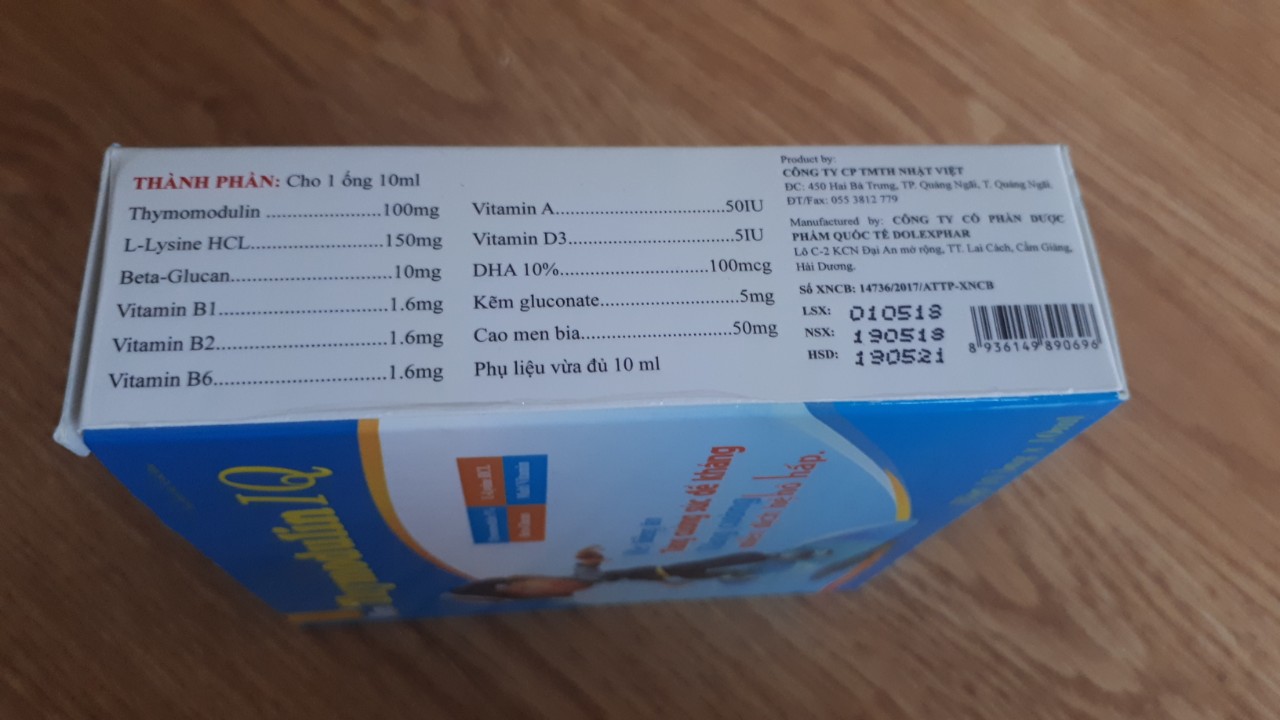 THÀNH PHẦN: Cho 1 ống 10ml
Thymomodulin ......................100mg
L-Lysine HCL.........................150mg
Beta-Glucan..............................10mg
Vitamin B1................................1.6mg
Vitamin B2................................1.6mg
Vitamin B6................................1.6mg
Vitamin A................................50IU
Vitamin D3...............................5IU
DHA 10%............................100mcg
Kẽm gluconate..........................5mg
Cao men bia............................50mg
Phụ liệu vừa đủ 10 ml
Product by:
CÔNG TY CP TMTH NHẬT VIỆT
ĐC: 450 Hai Bà Trưng, TP. Quảng Ngãi, T. Quảng Ngãi.
ĐT/Fax: 055 3812 779
Manufactured by: CÔNG TY CỔ PHẦN DƯỢC
PHẨM QUỐC TẾ DOLEXPHAR
Lô C-2 KCN Đại An mở rộng, TT. Lai Cách, Cẩm Giàng,
Hải Dương.
Số XNCB: 14736/2017/ATTP-XNCB
LSX: 010518
NSX: 190518
HSD: 190521
8 936149 890696